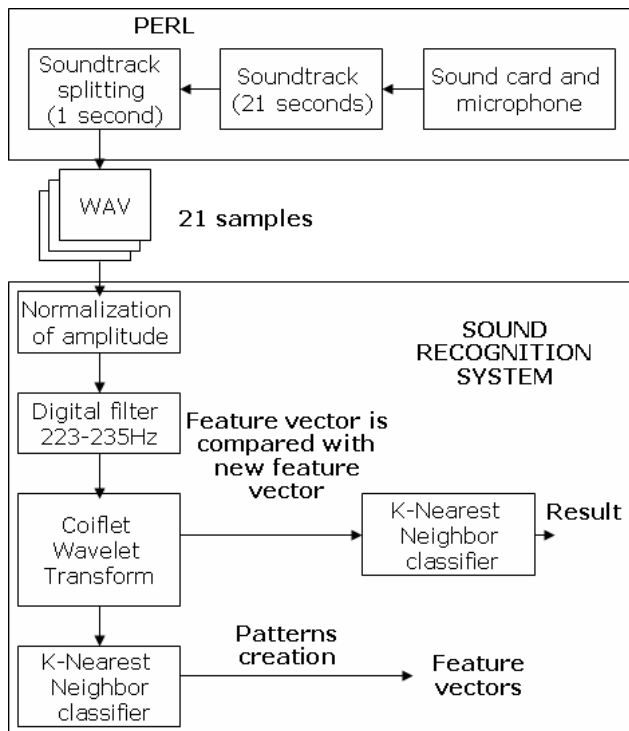 PERL
Soundtrack
splitting
(1 second)
Soundtrack
(21 seconds)
Sound card and
microphone
WAV
21 samples
Normalization
of amplitude
SOUND
RECOGNITION
SYSTEM
Digital filter
223-235Hz
Feature vector is
compared with
new feature
vector
Coiflet
Wavelet
Transform
K-Nearest
Neighbor
classifier
Result
K-Nearest
Neighbor
classifier
Patterns
creation
Feature
vectors